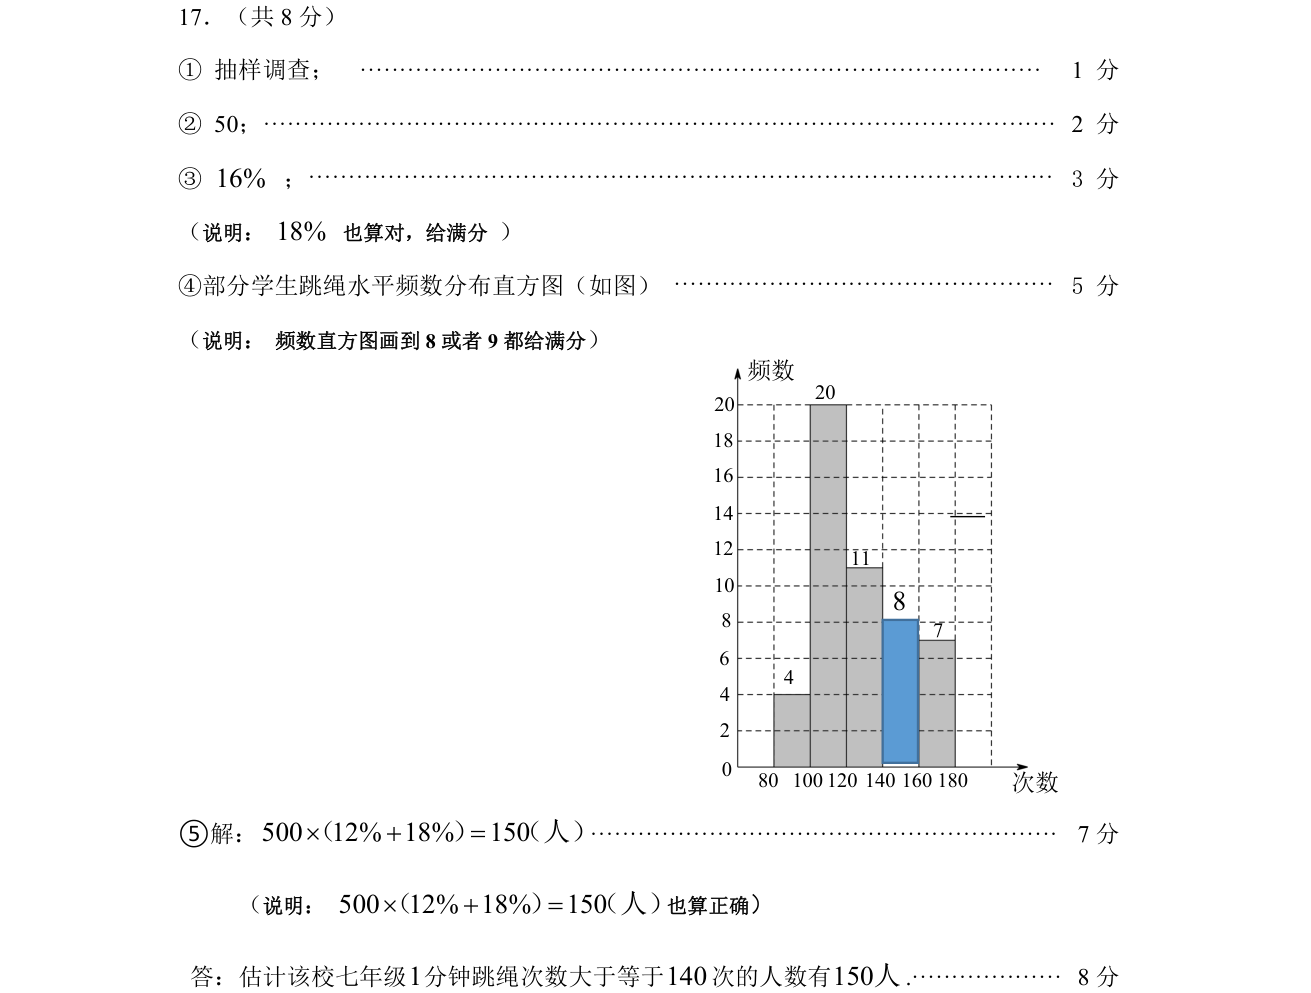 17. （共 8 分）
① 抽样调查； ………………………………………………………………………… 1 分
② 50；……………………………………………………………………………………… 2 分
③ 16% ；………………………………………………………………………………… 3 分
（说明： 18% 也算对，给满分 ）
④部分学生跳绳水平频数分布直方图（如图） ………………………………………… 5 分
（说明： 频数直方图画到 8 或者 9 都给满分）
频数
20
20
18
16
14
12
11
10
8
8
7
6
4
4
2
0
80 100 120 140 160 180
次数
⑤解：500×(12%+18%)=150(人)………………………………………………… 7 分
（说明： 500×(12%+18%)=150(人)也算正确）
答：估计该校七年级1分钟跳绳次数大于等于140次的人数有150人.……………… 8 分